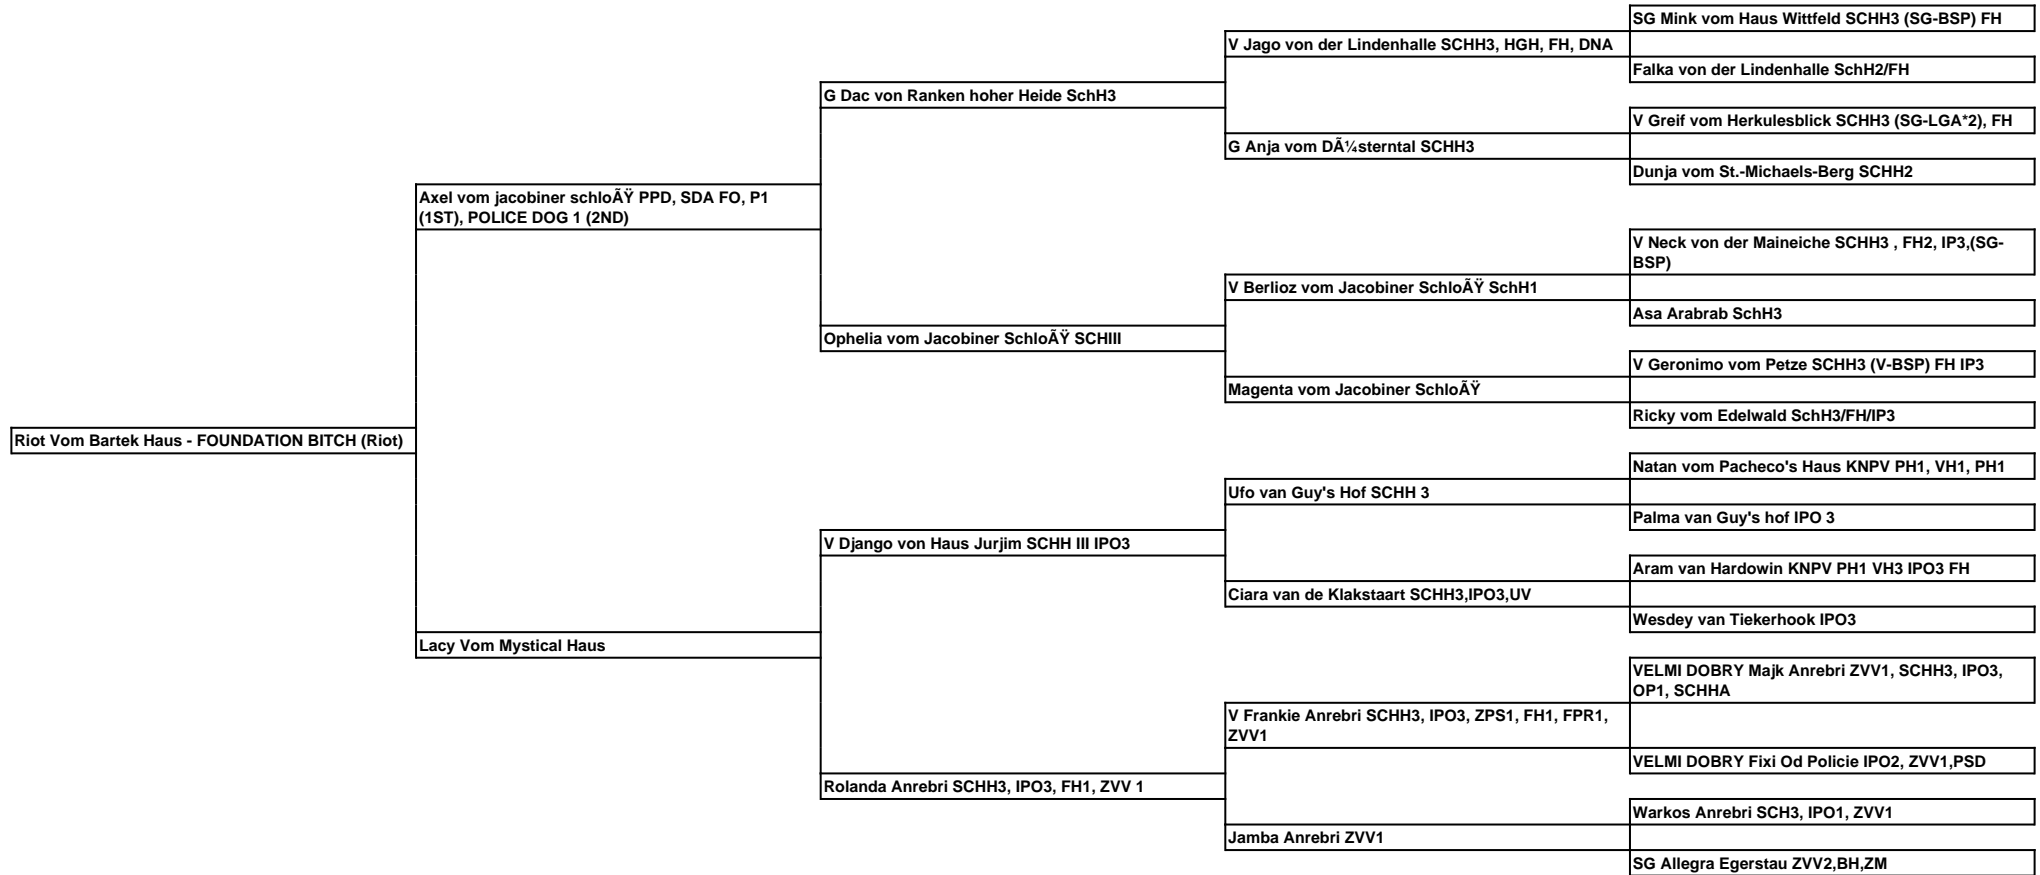 SG Mink vom Haus Wittfeld SCHH3 (SG-BSP) FH
V Jago von der Lindenhalle SCHH3, HGH, FH, DNA
Falka von der Lindenhalle SchH2/FH
G Dac von Ranken hoher Heide SchH3
V Greif vom Herkulesblick SCHH3 (SG-LGA*2), FH
G Anja vom DÃ¼sterntal SCHH3
Dunja vom St.-Michaels-Berg SCHH2
Axel vom jacobiner schloÃŸ PPD, SDA FO, P1
(1ST), POLICE DOG 1 (2ND)
V Neck von der Maineiche SCHH3 , FH2, IP3,(SG-
BSP)
V Berlioz vom Jacobiner SchloÃŸ SchH1
Asa Arabrab SchH3
Ophelia vom Jacobiner SchloÃŸ SCHIII
V Geronimo vom Petze SCHH3 (V-BSP) FH IP3
Magenta vom Jacobiner SchloÃŸ
Ricky vom Edelwald SchH3/FH/IP3
Riot Vom Bartek Haus - FOUNDATION BITCH (Riot)
Natan vom Pacheco's Haus KNPV PH1, VH1, PH1
Ufo van Guy's Hof SCHH 3
Palma van Guy's hof IPO 3
V Django von Haus Jurjim SCHH III IPO3
Aram van Hardowin KNPV PH1 VH3 IPO3 FH
Ciara van de Klakstaart SCHH3,IPO3,UV
Wesdey van Tiekerhook IPO3
Lacy Vom Mystical Haus
VELMI DOBRY Majk Anrebri ZVV1, SCHH3, IPO3,
OP1, SCHHA
V Frankie Anrebri SCHH3, IPO3, ZPS1, FH1, FPR1,
ZVV1
VELMI DOBRY Fixi Od Policie IPO2, ZVV1,PSD
Rolanda Anrebri SCHH3, IPO3, FH1, ZVV 1
Warkos Anrebri SCH3, IPO1, ZVV1
Jamba Anrebri ZVV1
SG Allegra Egerstau ZVV2,BH,ZM